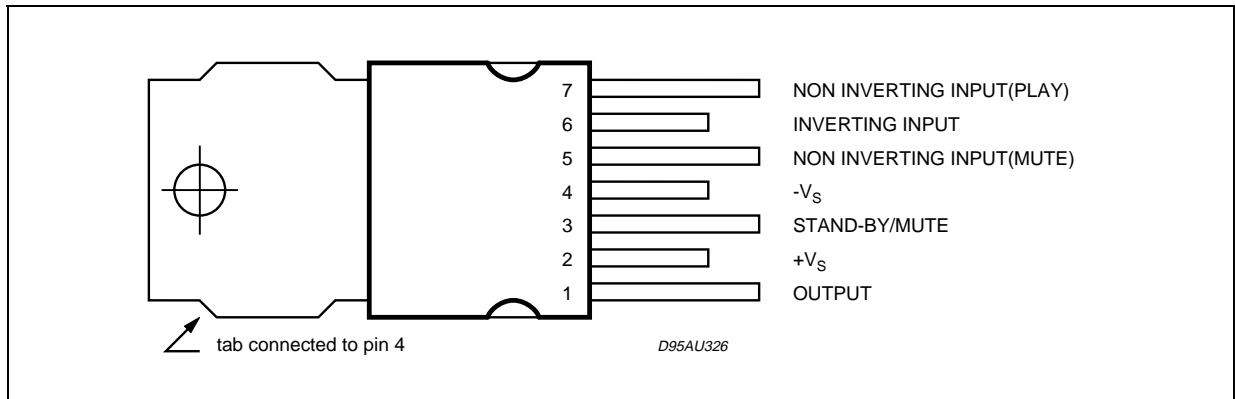 7 NON INVERTING INPUT(PLAY)
6 INVERTING INPUT
5 NON INVERTING INPUT(MUTE)
4 -VS
3 STAND-BY/MUTE
2 +VS
1 OUTPUT
tab connected to pin 4
D95AU326